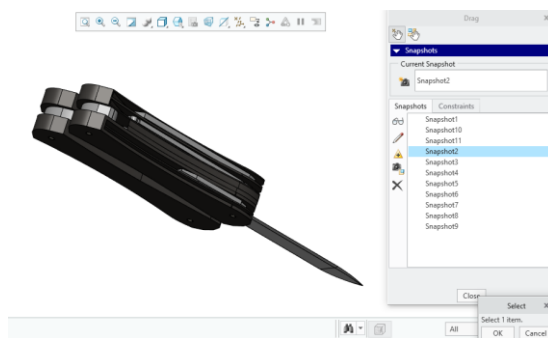 Drag
Snapshots
Current Snapshot
Snapshot2
Snapshots
Constraints
Snapshot1
Snapshot10
Snapshot11
Snapshot2
Snapshot3
Snapshot4
Snapshot5
Snapshot6
Snapshot7
Snapshot8
Snapshot9
Close
Select
Select 1 item.
All
OK
Cancel